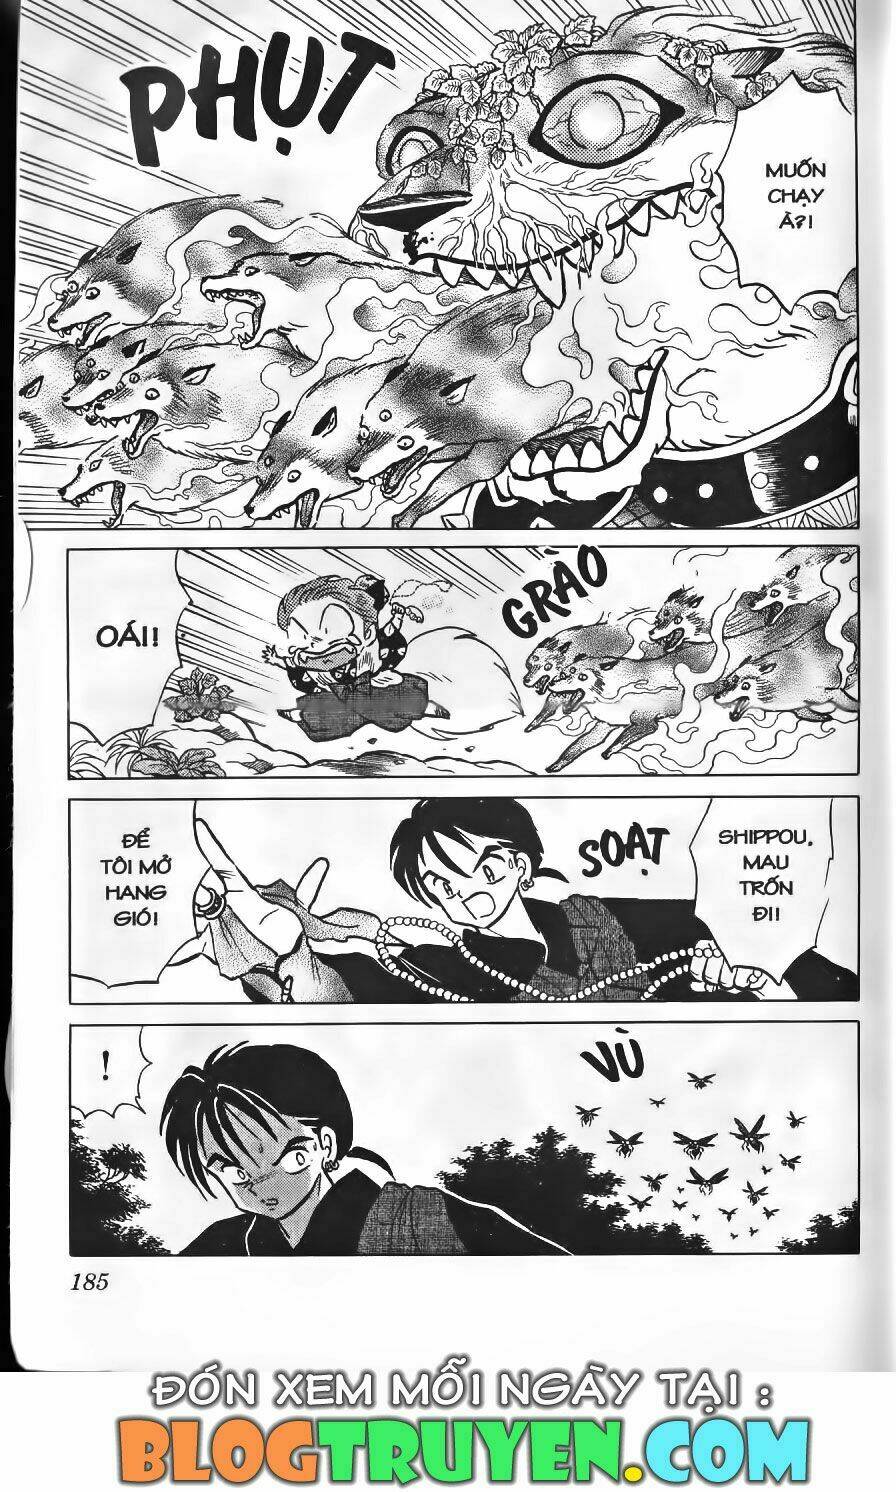 PHỤT
MUỐN
CHẠY
À?!
OÁI!!
GRÀO
SHIPPOU,
MAU
TRỐN
ĐI!
SOẠT
ĐỂ
TÔI MỞ
HANG
GIÓ!
!
VÙ
185
ĐÓN XEM MỖI NGÀY TẠI :
BLOGTRUYEN.COM